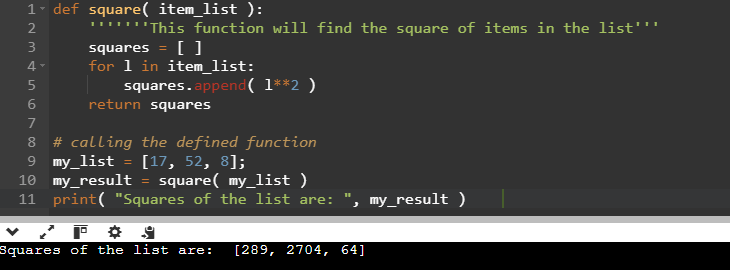 1 def square( item_list ):
2 '''''''This function will find the square of items in the list'''
3 squares = [ ]
4 for l in item_list:
5 squares.append( l**2 )
6 return squares
7
8 # calling the defined function
9 my_list = [17, 52, 8];
10 my_result = square( my_list )
11 print( "Squares of the list are: ", my_result )
Squares of the list are:  [289, 2704, 64]